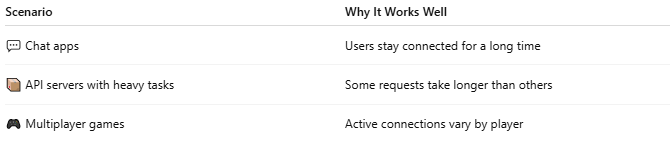 Scenario Why It Works Well
💬 Chat apps Users stay connected for a long time
📦 API servers with heavy tasks Some requests take longer than others
🎮 Multiplayer games Active connections vary by player